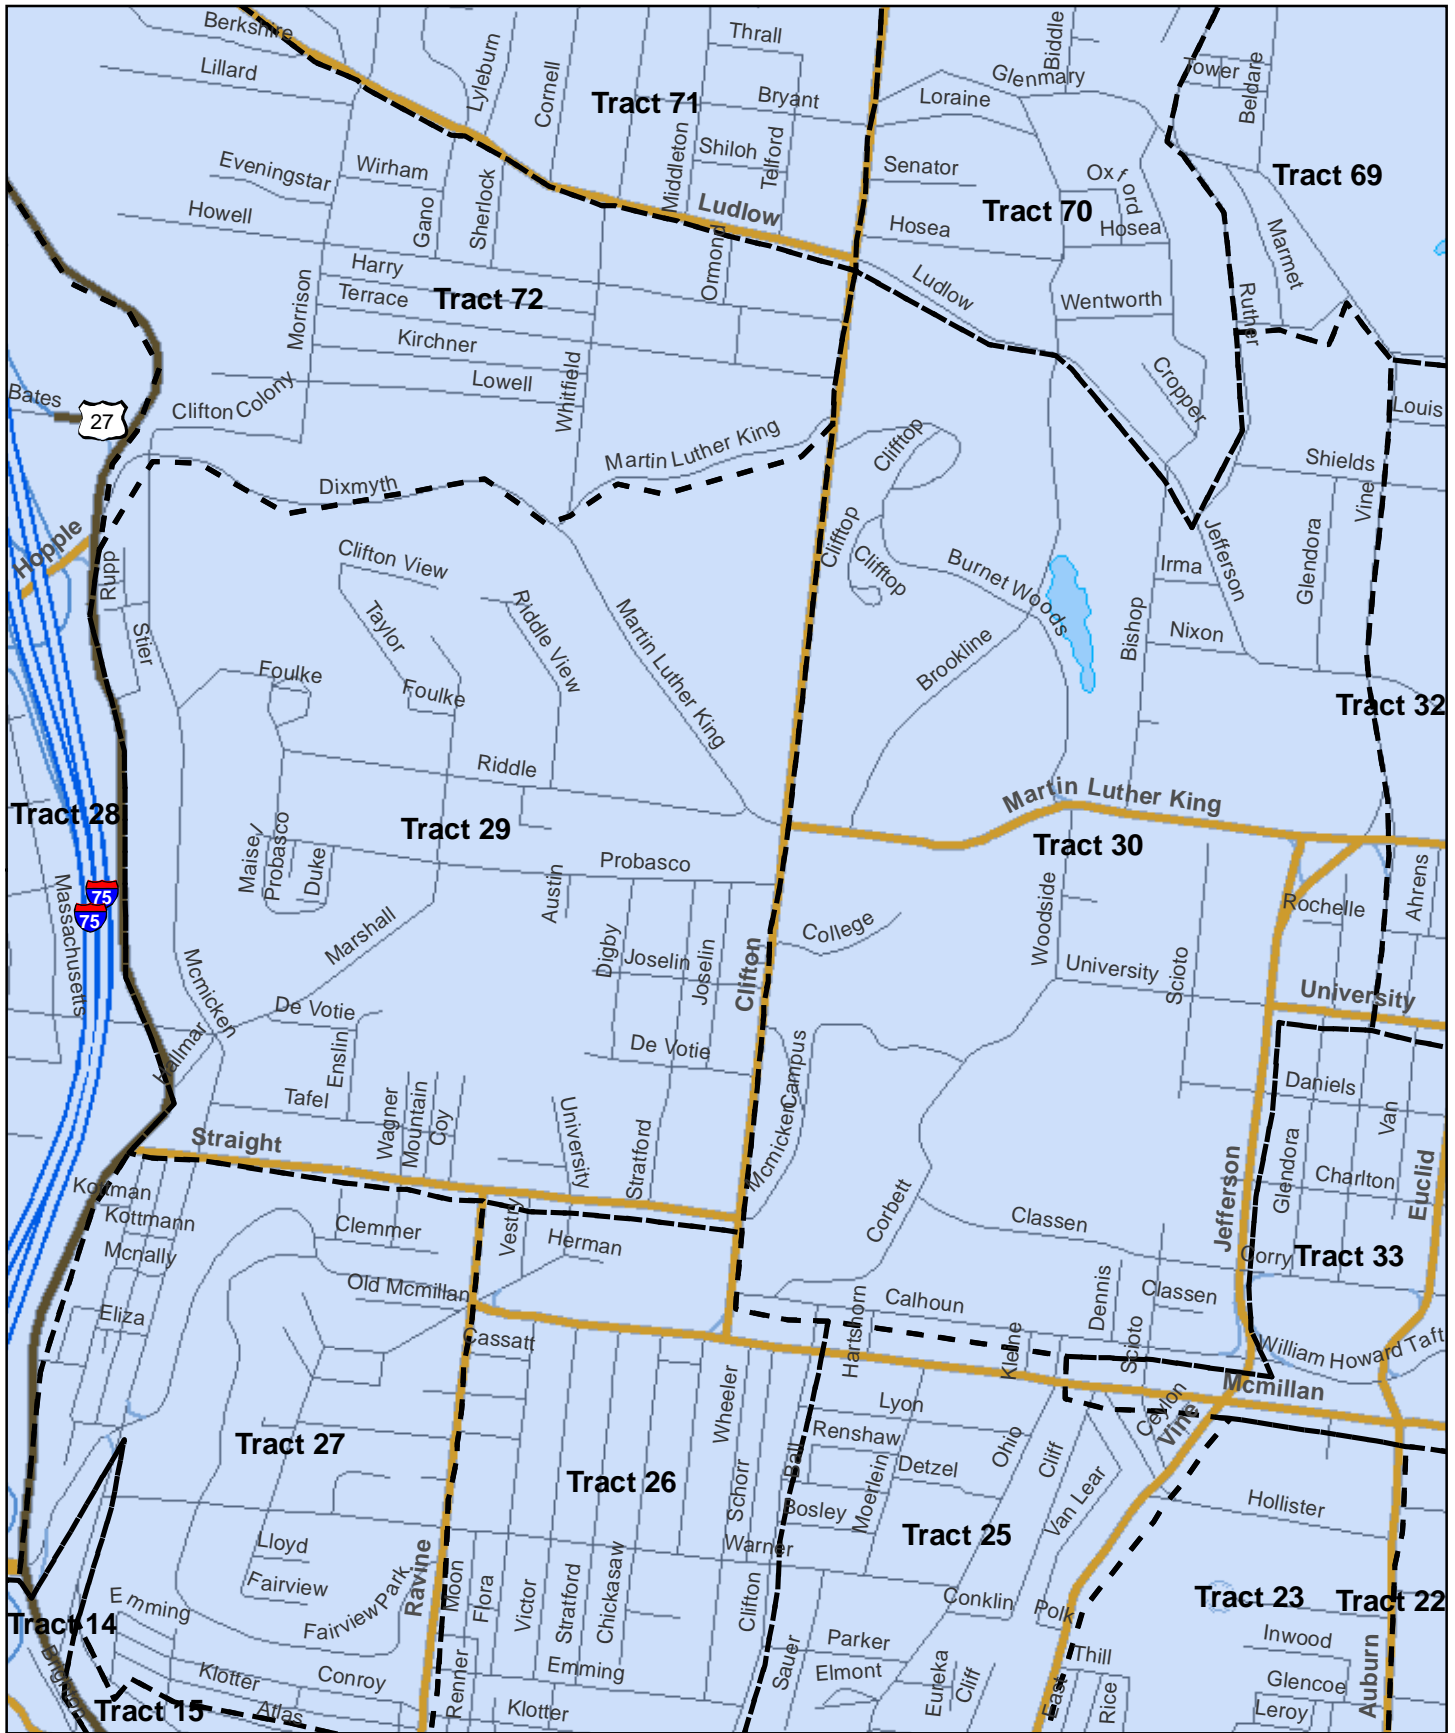 Berkshire
Thrall
Biddle
Lillard
Lyleburn
Cornell
Tract 71
Bryant
Glenmary
Loraine
Tower
Beldare
Eveningstar
Wirham
Middleton
Shiloh
Telford
Senator
Oxford
Tract 69
Howell
Gano
Sherlock
Ludlow
Tract 70
Hosea
Hosea
Marmet
Harry
Ormond
Ludlow
Terrace
Tract 72
Wentworth
Ruther
Morrison
Kirchner
Lowell
Whitfield
Cropper
Bates
27
Clifton Colony
Louis
Martin Luther King
Clifftop
Shields
Dixmyth
Vine
Hopple
Clifton View
Clifftop
Clifftop
Burnet Woods
Jefferson
Glendora
Irma
Rupp
Taylor
Riddle View
Martin Luther King
Stier
Brookline
Bishop
Nixon
Foulke
Foulke
Tract 32
Riddle
Martin Luther King
Tract 28
Tract 29
Tract 30
Maisel
Probasco
Duke
Probasco
Austin
75
75
Massachusetts
Marshall
Woodside
Rochelle
Ahrens
College
Digby
Joselin
Joselin
Clifton
University
Scioto
University
Mcmicken
De Votie
De Votie
Hallmar
Enslin
Campus
Tafel
Daniels
Wagner
Mountain
Coy
University
Stratford
Mcmicken
Van
Straight
Glendora
Charlton
Jefferson
Euclid
Kottman
Kottmann
Clemmer
Vestry
Herman
Corbett
Classen
Mcnally
Corry
Tract 33
Old Mcmillan
Calhoun
Dennis
Classen
Eliza
Cassatt
Hartshorn
Kleine
Scioto
William Howard Taft
Mcmillan
Wheeler
Lyon
Ceylon
Vine
Tract 27
Renshaw
Ohio
Cliff
Tract 26
Schorr
Ball
Detzel
Moerlein
Van Lear
Bosley
Hollister
Tract 25
Warner
Lloyd
Fairview
Ravine
Moon
Flora
Victor
Stratford
Chickasaw
Clifton
Conklin
Polk
Tract 23
Tract 22
Tract 14
Emming
Fairview Park
Parker
Inwood
Thill
Brighton
Klotter
Conroy
Renner
Emming
Sauer
Elmont
Eureka
Cliff
East
Rice
Glencoe
Auburn
Tract 15
Atlas
Klotter
Leroy